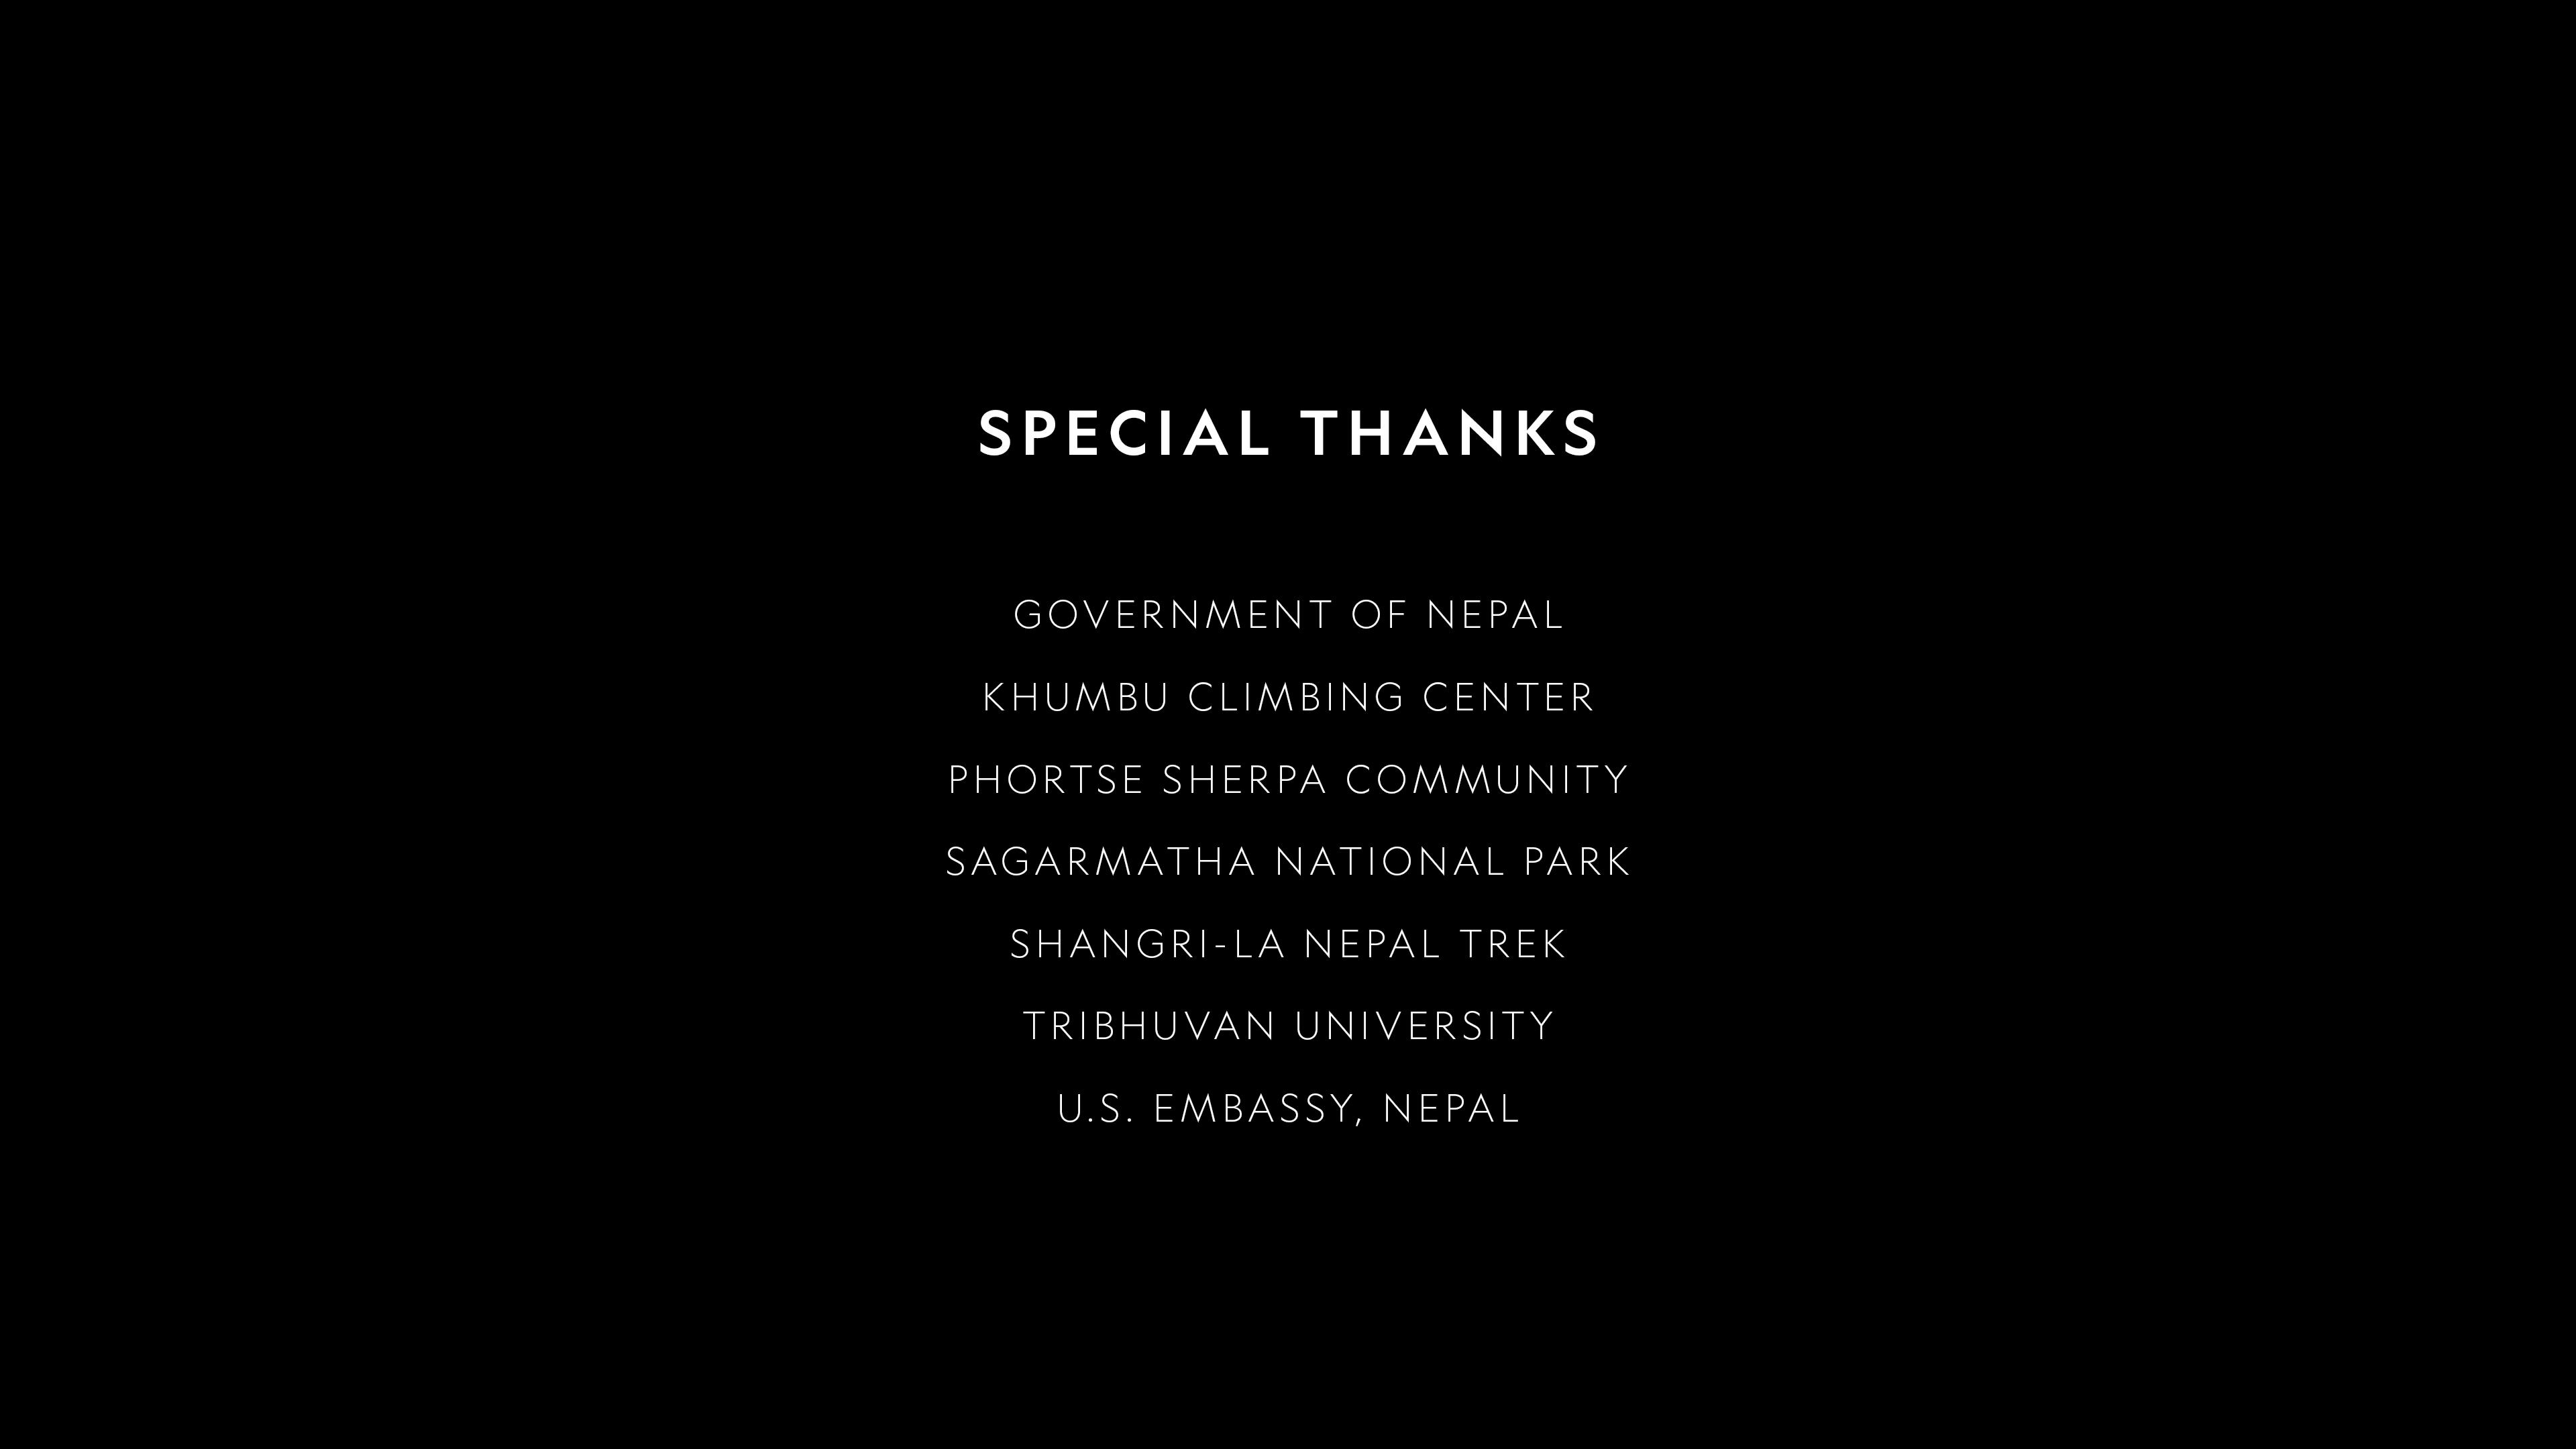 SPECIAL THANKS
GOVERNMENT OF NEPAL
KHUMBU CLIMBING CENTER
PHORTSE SHERPA COMMUNITY
SAGARMATHA NATIONAL PARK
SHANGRI-LA NEPAL TREK
TRIBHUVAN UNIVERSITY
U.S. EMBASSY, NEPAL